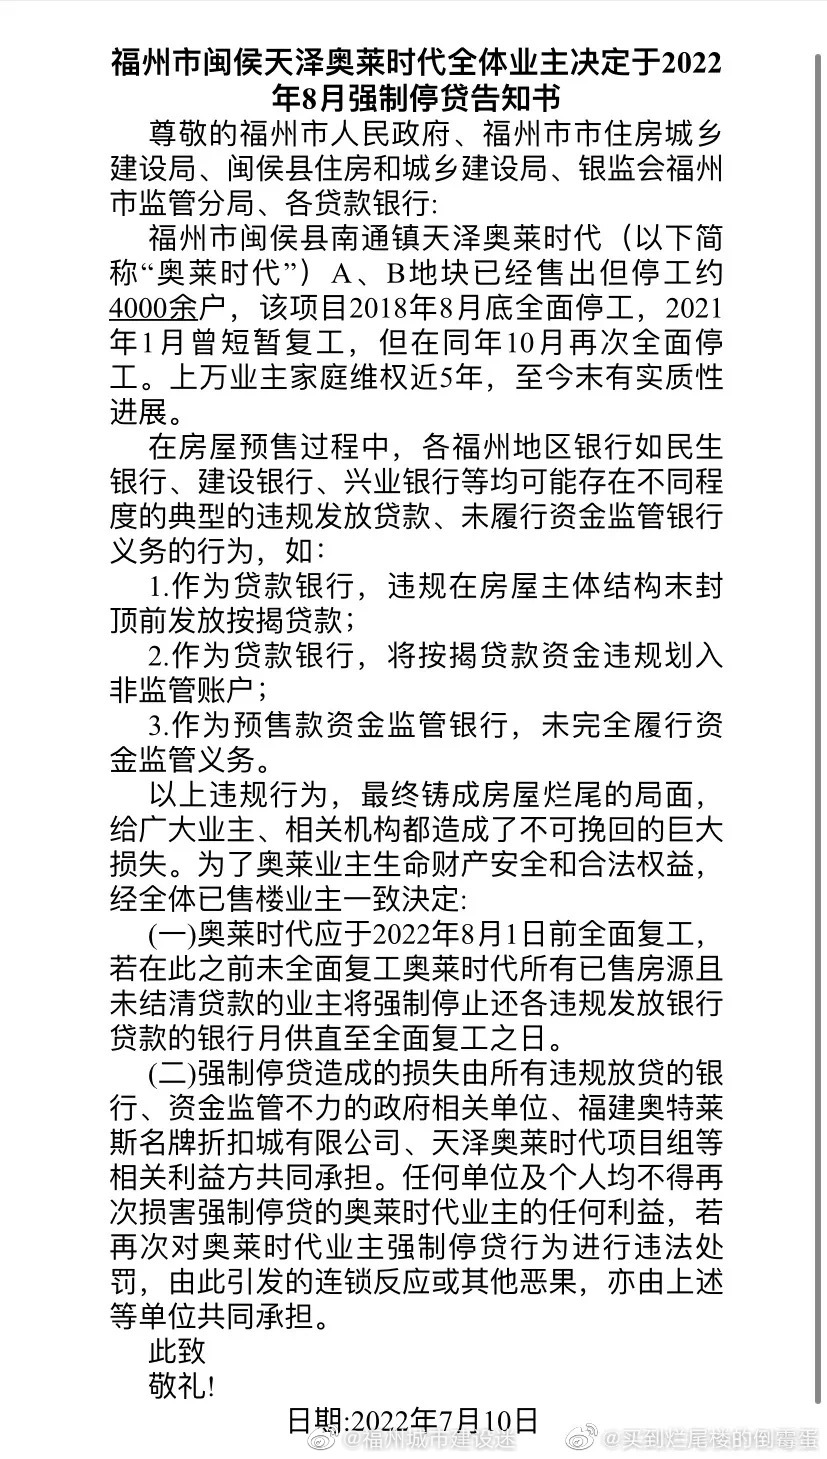 福州市闽侯天泽奥莱时代全体业主决定于2022
年8月强制停贷告知书
尊敬的福州市人民政府、福州市市住房城乡
建设局、闽侯县住房和城乡建设局、银监会福州
市监管分局、各贷款银行:
福州市闽侯县南通镇天泽奥莱时代（以下简
称“奥莱时代”）A、B地块已经售出但停工约
4000余户，该项目2018年8月底全面停工，2021
年1月曾短暂复工，但在同年10月再次全面停
工。上万业主家庭维权近5年，至今末有实质性
进展。
在房屋预售过程中，各福州地区银行如民生
银行、建设银行、兴业银行等均可能存在不同程
度的典型的违规发放贷款、未履行资金监管银行
义务的行为，如：
1.作为贷款银行，违规在房屋主体结构末封
顶前发放按揭贷款；
2.作为贷款银行，将按揭贷款资金违规划入
非监管账户；
3.作为预售款资金监管银行，未完全履行资
金监管义务。
以上违规行为，最终铸成房屋烂尾的局面，
给广大业主、相关机构都造成了不可挽回的巨大
损失。为了奥莱业主生命财产安全和合法权益，
经全体已售楼业主一致決定:
(一)奥莱时代应于2022年8月1日前全面复工，
若在此之前未全面复工奥莱时代所有已售房源且
未结清贷款的业主将强制停止还各违规发放银行
贷款的银行月供直至全面复工之日。
(二)强制停贷造成的损失由所有违规放贷的银
行、资金监管不力的政府相关单位、福建奥特莱
斯名牌折扣城有限公司、天泽奥莱时代项目组等
相关利益方共同承担。任何单位及个人均不得再
次损害强制停贷的奥莱时代业主的任何利益，若
再次对奥莱时代业主强制停贷行为进行违法处
罚，由此引发的连锁反应或其他恶果，亦由上述
等单位共同承担。
此致
敬礼!
日期:2022年7月10日
@福州城市建设迷
@买到烂尾楼的倒霉蛋